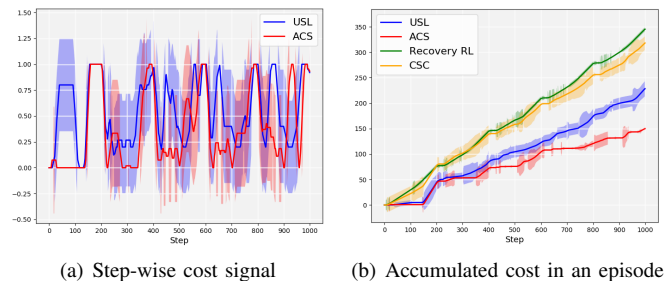 USL
ACS
1.50
1.25
1.00
0.75
0.50
0.25
0.00
−0.25
−0.50
0 100 200 300 400 500 600 700 800 900 1000
Step
(a) Step-wise cost signal
USL
ACS
Recovery RL
CSC
350
300
250
200
150
100
50
0
0 100 200 300 400 500 600 700 800 900 1000
Step
(b) Accumulated cost in an episode